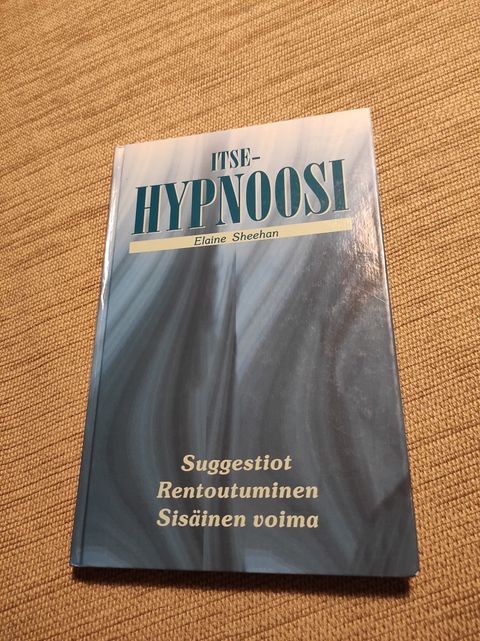 ITSE-
HYPNOOSI
Elaine Sheehan
Suggestiot
Rentoutuminen
Sisäinen voima